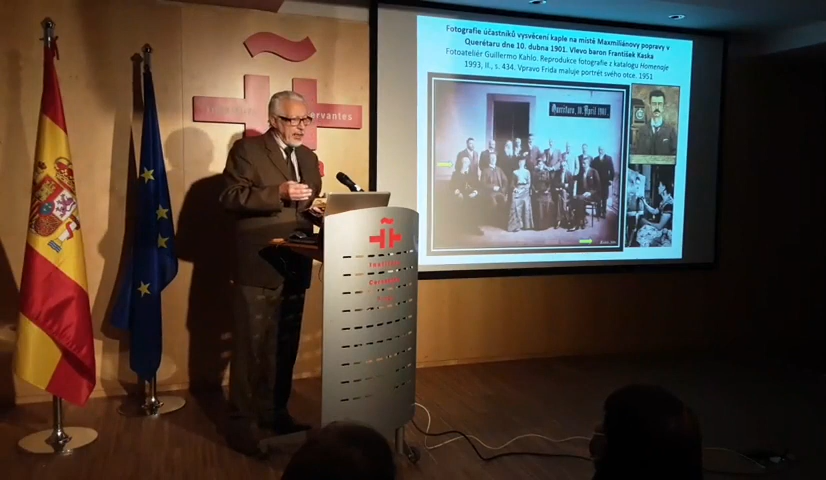 Fotografie účastníků vysvěcení kaple na místě Maxmiliánovy popravy v
Querétaru dne 10. dubna 1901. Vlevo baron František Kaska
Fotoateliér Guillermo Kahlo. Reprodukce fotografie z katalogu Homenaje
1993, II., s. 434. Vpravo Frida maluje portrét svého otce. 1951
Queretaro, 10. April 1901.
Cervantes